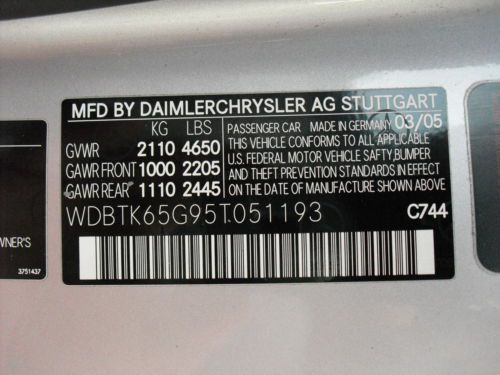 MFD BY DAIMLERCHRYSLER AG STUTTGART
KG LBS
GVWR 2110 4650
GAWR FRONT 1000 2205
GAWR REAR 1110 2445
PASSENGER CAR MADE IN GERMANY 03/05
THIS VEHICLE CONFORMS TO ALL APPLICABLE
U.S. FEDERAL MOTOR VEHICLE SAFTY,BUMPER
AND THEFT PREVENTION STANDARDS IN EFFECT
ON THE DATE OF MANUFACTURE SHOWN ABOVE
WDBTK65G95T051193 C744
WNER'S
3751437